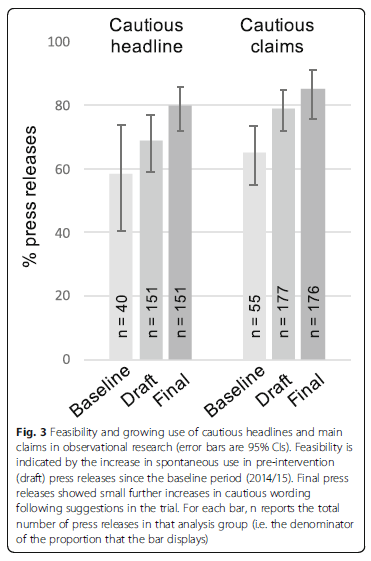 Cautious headline
Cautious claims
100
80
60
40
20
0
% press releases
n = 40
n = 151
n = 151
n = 55
n = 177
n = 176
Baseline
Draft
Final
Baseline
Draft
Final
Fig. 3 Feasibility and growing use of cautious headlines and main
claims in observational research (error bars are 95% CIs). Feasibility is
indicated by the increase in spontaneous use in pre-intervention
(draft) press releases since the baseline period (2014/15). Final press
releases showed small further increases in cautious wording
following suggestions in the trial. For each bar, n reports the total
number of press releases in that analysis group (i.e. the denominator
of the proportion that the bar displays)